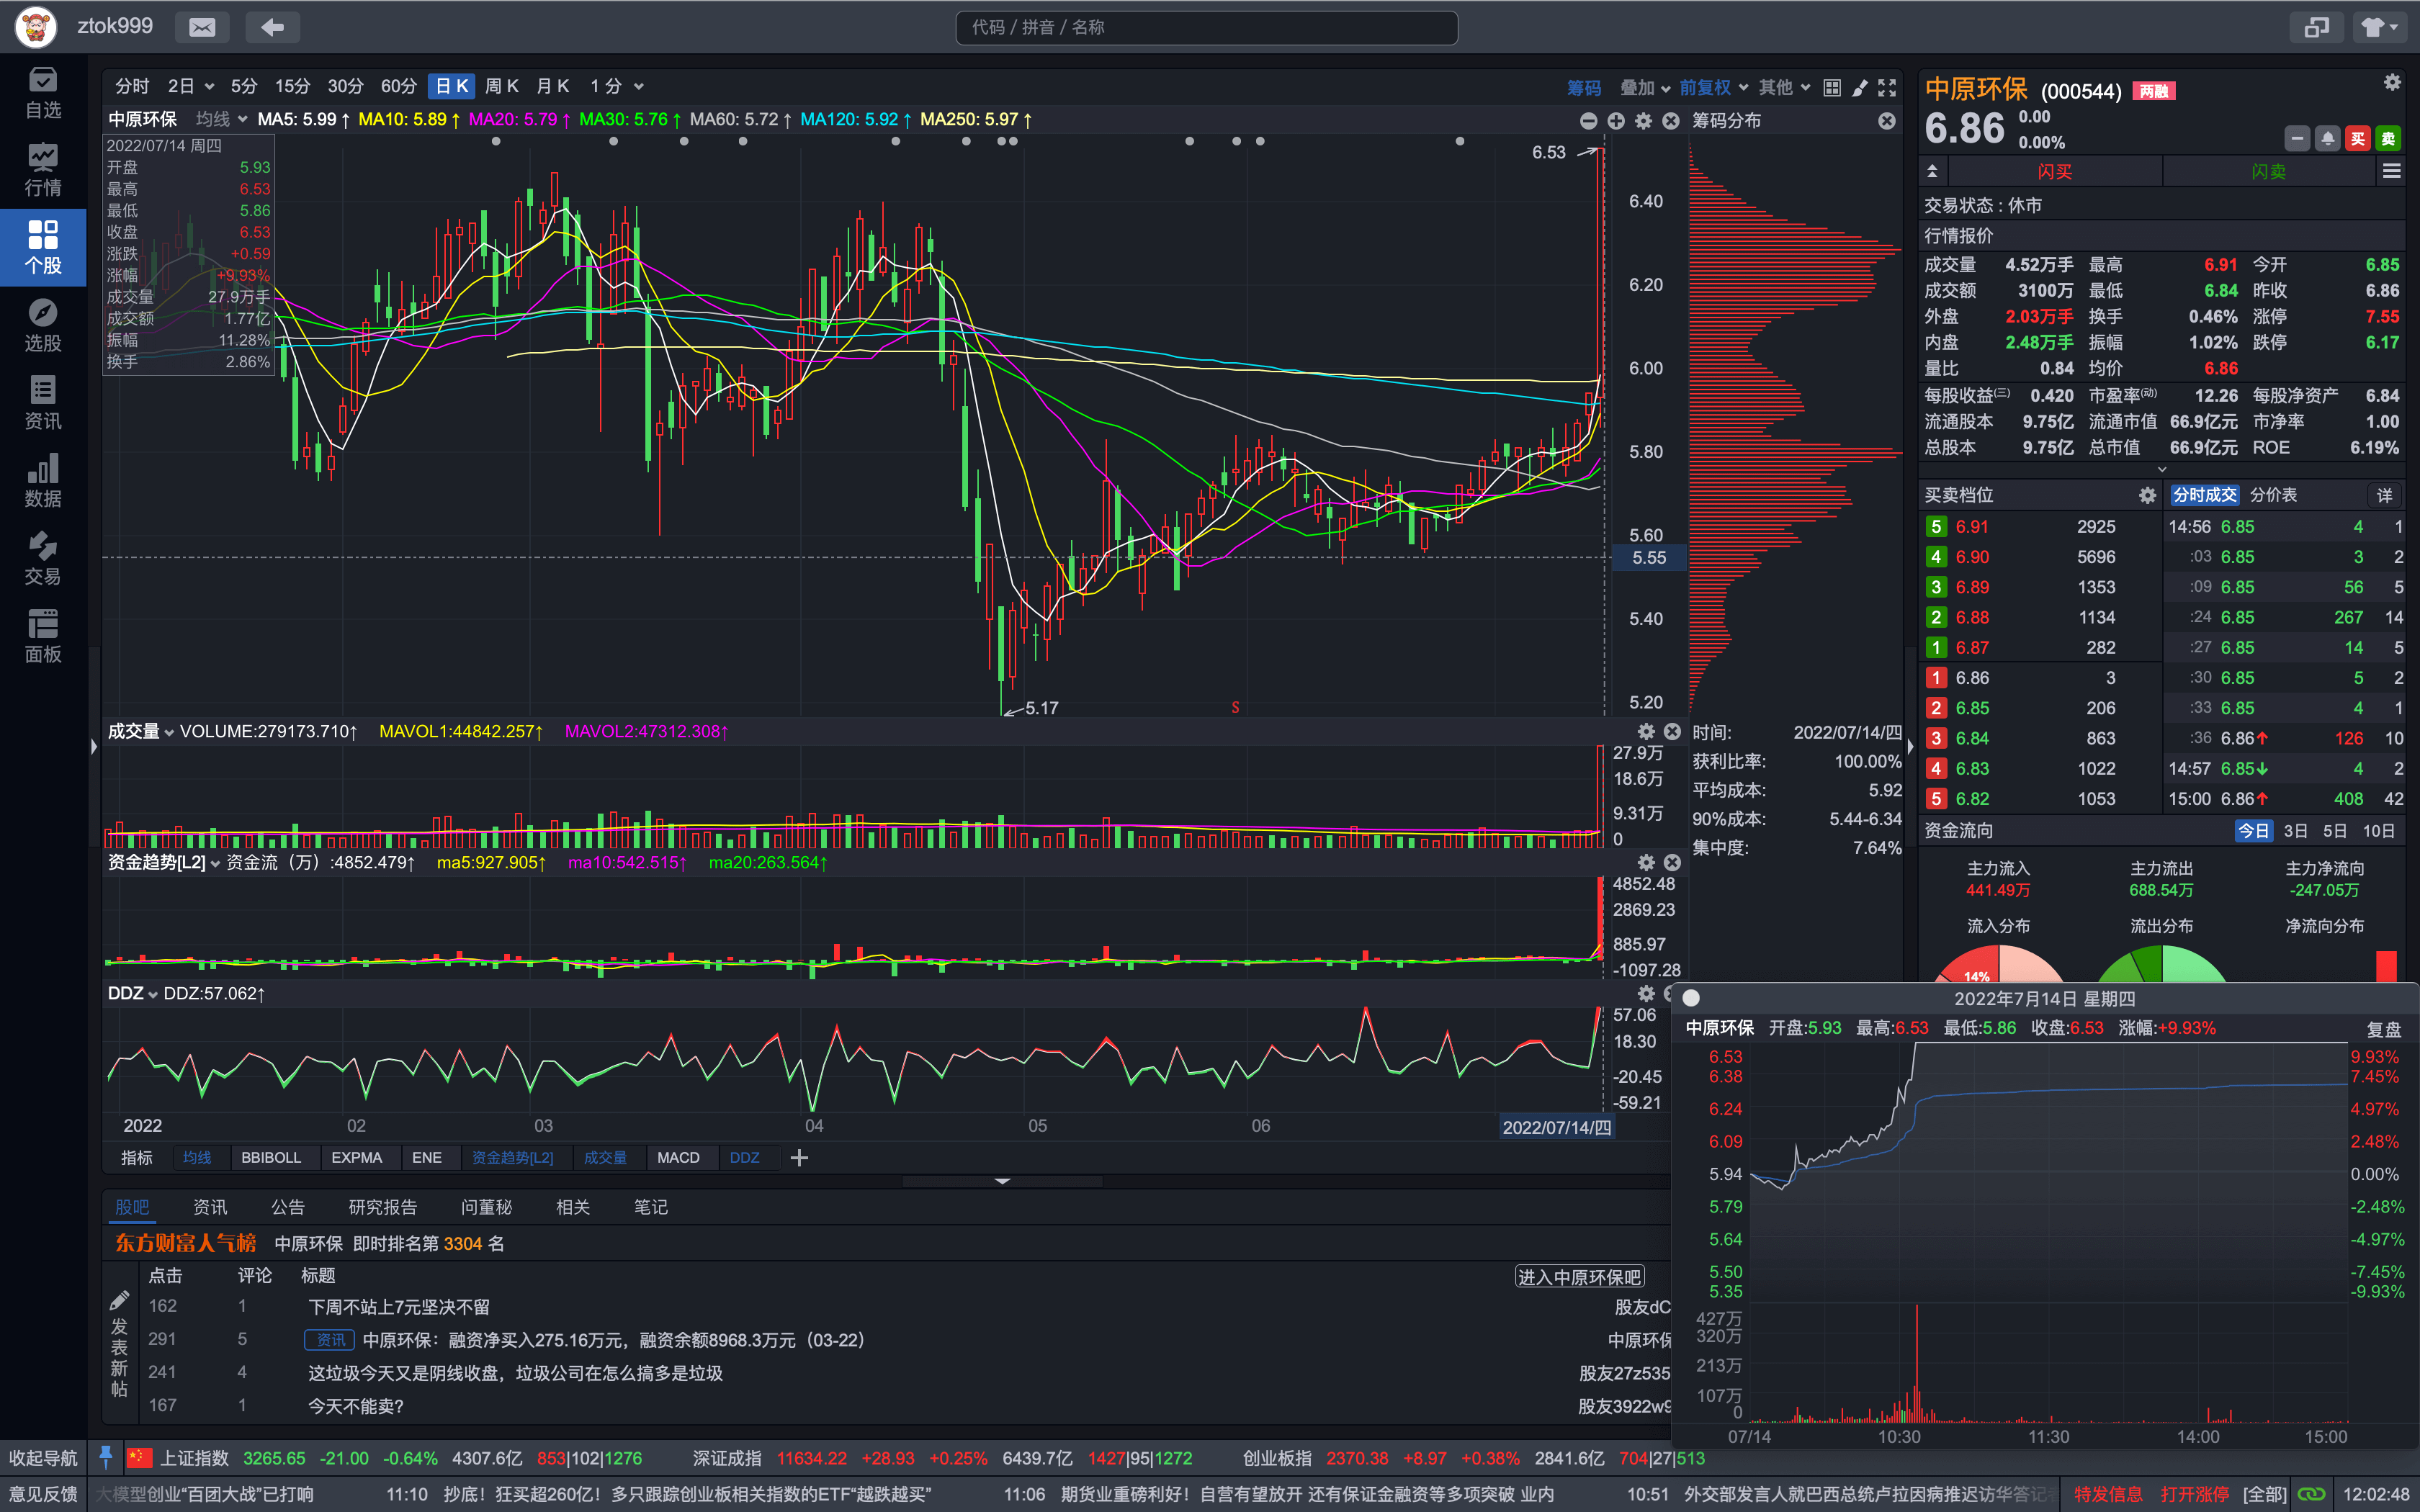 ztok999
代码 / 拼音 / 名称
自选
行情
个股
选股
资讯
数据
交易
面板
分时 2日 5分 15分 30分 60分 日K 周K 月K 1分
筹码 叠加 前复权 其他
中原环保 均线 MA5: 5.99↑ MA10: 5.89↑ MA20: 5.79↑ MA30: 5.76↑ MA60: 5.72↑ MA120: 5.92↑ MA250: 5.97↑
筹码分布
2022/07/14 周四
开盘 5.93
最高 6.53
最低 5.86
收盘 6.53
涨跌 +0.59
涨幅 +9.93%
成交量 27.9万手
成交额 1.77亿
振幅 11.28%
换手 2.86%
6.53
6.40
6.20
6.00
5.80
5.60
5.55
5.40
5.20
5.17
S
成交量 VOLUME:279173.710↑ MAVOL1:44842.257↑ MAVOL2:47312.308↑
27.9万
18.6万
9.31万
0
资金趋势[L2] 资金流（万）:4852.479↑ ma5:927.905↑ ma10:542.515↑ ma20:263.564↑
4852.48
2869.23
885.97
-1097.28
DDZ DDZ:57.062↑
57.06
18.30
-20.45
-59.21
2022 02 03 04 05 06 2022/07/14/四
指标 均线 BBIBOLL EXPMA ENE 资金趋势[L2] 成交量 MACD DDZ
时间: 2022/07/14/四
获利比率: 100.00%
平均成本: 5.92
90%成本: 5.44-6.34
集中度: 7.64%
中原环保 (000544) 两融
6.86 0.00
0.00%
买 卖
闪买 闪卖
交易状态 : 休市
行情报价
成交量 4.52万手 最高 6.91 今开 6.85
成交额 3100万 最低 6.84 昨收 6.86
外盘 2.03万手 换手 0.46% 涨停 7.55
内盘 2.48万手 振幅 1.02% 跌停 6.17
量比 0.84 均价 6.86
每股收益(三) 0.420 市盈率(动) 12.26 每股净资产 6.84
流通股本 9.75亿 流通市值 66.9亿元 市净率 1.00
总股本 9.75亿 总市值 66.9亿元 ROE 6.19%
买卖档位 分时成交 分价表 详
5 6.91 2925 14:56 6.85 4 1
4 6.90 5696 :03 6.85 3 2
3 6.89 1353 :09 6.85 56 5
2 6.88 1134 :24 6.85 267 14
1 6.87 282 :27 6.85 14 5
1 6.86 3 :30 6.85 5 2
2 6.85 206 :33 6.85 4 1
3 6.84 863 :36 6.86↑ 126 10
4 6.83 1022 14:57 6.85↓ 4 2
5 6.82 1053 15:00 6.86↑ 408 42
资金流向 今日 3日 5日 10日
主力流入 主力流出 主力净流向
441.49万 688.54万 -247.05万
流入分布 流出分布 净流向分布
14%
2022年7月14日 星期四
中原环保 开盘:5.93 最高:6.53 最低:5.86 收盘:6.53 涨幅:+9.93% 复盘
6.53 9.93%
6.38 7.45%
6.24 4.97%
6.09 2.48%
5.94 0.00%
5.79 -2.48%
5.64 -4.97%
5.50 -7.45%
5.35 -9.93%
427万
320万
213万
107万
0
07/14 10:30 11:30 14:00 15:00
股吧 资讯 公告 研究报告 问董秘 相关 笔记
东方财富人气榜 中原环保 即时排名第 3304 名
点击 评论 标题 进入中原环保吧
发表新帖
162 1 下周不站上7元坚决不留 股友dC
291 5 资讯 中原环保：融资净买入275.16万元，融资余额8968.3万元（03-22） 中原环保
241 4 这垃圾今天又是阴线收盘，垃圾公司在怎么搞多是垃圾 股友27z535
167 1 今天不能卖? 股友3922w9
收起导航 上证指数 3265.65 -21.00 -0.64% 4307.6亿 853|102|1276 深证成指 11634.22 +28.93 +0.25% 6439.7亿 1427|95|1272 创业板指 2370.38 +8.97 +0.38% 2841.6亿 704|27|513
意见反馈 大模型创业“百团大战”已打响 11:10 抄底！狂买超260亿！多只跟踪创业板相关指数的ETF“越跌越买” 11:06 期货业重磅利好！自营有望放开 还有保证金融资等多项突破 业内 10:51 外交部发言人就巴西总统卢拉因病推迟访华答记者 特发信息 打开涨停 [全部] 12:02:48